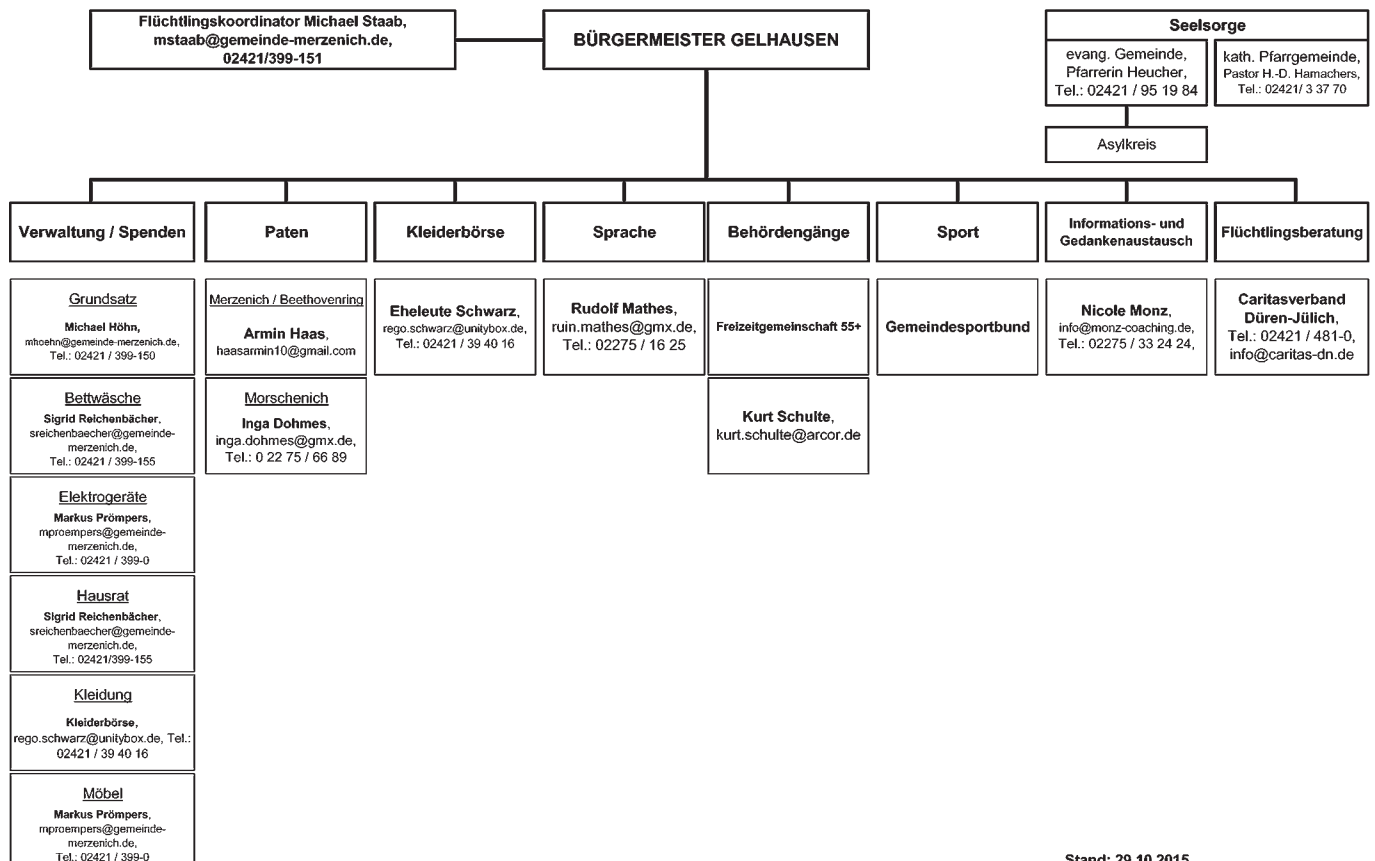 Flüchtlingskoordinator Michael Staab,
mstaab@gemeinde-merzenich.de,
02421/399-151
BÜRGERMEISTER GELHAUSEN
Seelsorge
evang. Gemeinde,
Pfarrerin Heucher,
Tel.: 02421 / 95 19 84
kath. Pfarrgemeinde,
Pastor H.-D. Hamachers,
Tel.: 02421/ 3 37 70
Asylkreis
Verwaltung / Spenden
Grundsatz
Michael Höhn,
mhoehn@gemeinde-merzenich.de,
Tel.: 02421 / 399-150
Bettwäsche
Sigrid Reichenbächer,
sreichenbaecher@gemeinde-
merzenich.de,
Tel.: 02421 / 399-155
Elektrogeräte
Markus Prömpers,
mproempers@gemeinde-
merzenich.de,
Tel.: 02421 / 399-0
Hausrat
Sigrid Reichenbächer,
sreichenbaecher@gemeinde-
merzenich.de,
Tel.: 02421/399-155
Kleidung
Kleiderbörse,
rego.schwarz@unitybox.de, Tel.:
02421 / 39 40 16
Möbel
Markus Prömpers,
mproempers@gemeinde-
merzenich.de,
Tel.: 02421 / 399-0
Paten
Merzenich / Beethovenring
Armin Haas,
haasarmin10@gmail.com
Morschenich
Inga Dohmes,
inga.dohmes@gmx.de,
Tel.: 0 22 75 / 66 89
Kleiderbörse
Eheleute Schwarz,
rego.schwarz@unitybox.de,
Tel.: 02421 / 39 40 16
Sprache
Rudolf Mathes,
ruin.mathes@gmx.de,
Tel.: 02275 / 16 25
Behördengänge
Freizeitgemeinschaft 55+
Kurt Schulte,
kurt.schulte@arcor.de
Sport
Gemeindesportbund
Informations- und
Gedankenaustausch
Nicole Monz,
info@monz-coaching.de,
Tel.: 02275 / 33 24 24,
Flüchtlingsberatung
Caritasverband
Düren-Jülich,
Tel.: 02421 / 481-0,
info@caritas-dn.de
Stand: 29.10.2015